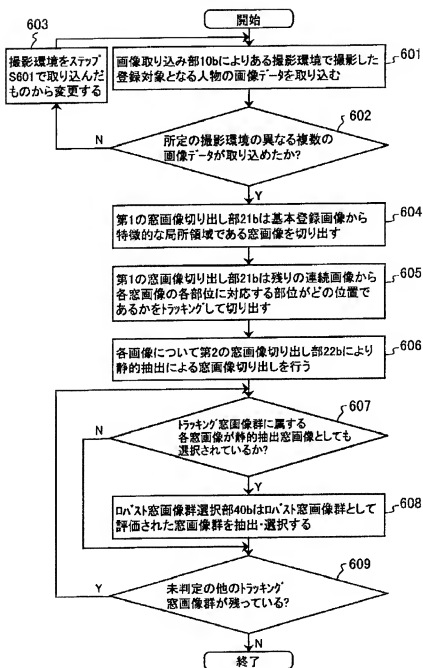 開始
603
撮影環境をステップ
S601で取り込んだ
ものから変更する
601
画像取り込み部10bによりある撮影環境で撮影した
登録対象となる人物の画像データを取り込む
602
N
所定の撮影環境の異なる複数の
画像データが取り込めたか?
Y
604
第1の窓画像切り出し部21bは基本登録画像から
特徴的な局所領域である窓画像を切り出す
605
第1の窓画像切り出し部21bは残りの連続画像から
各窓画像の各部位に対応する部位がどの位置で
あるかをトラッキングして切り出す
606
各画像について第2の窓画像切り出し部22bにより
静的抽出による窓画像切り出しを行う
607
N
トラッキング窓画像群に属する
各窓画像が静的抽出窓画像としても
選択されているか?
Y
608
ロバスト窓画像群選択部40bはロバスト窓画像群として
評価された窓画像群を抽出・選択する
609
Y
未判定の他のトラッキング
窓画像群が残っている?
N
終了